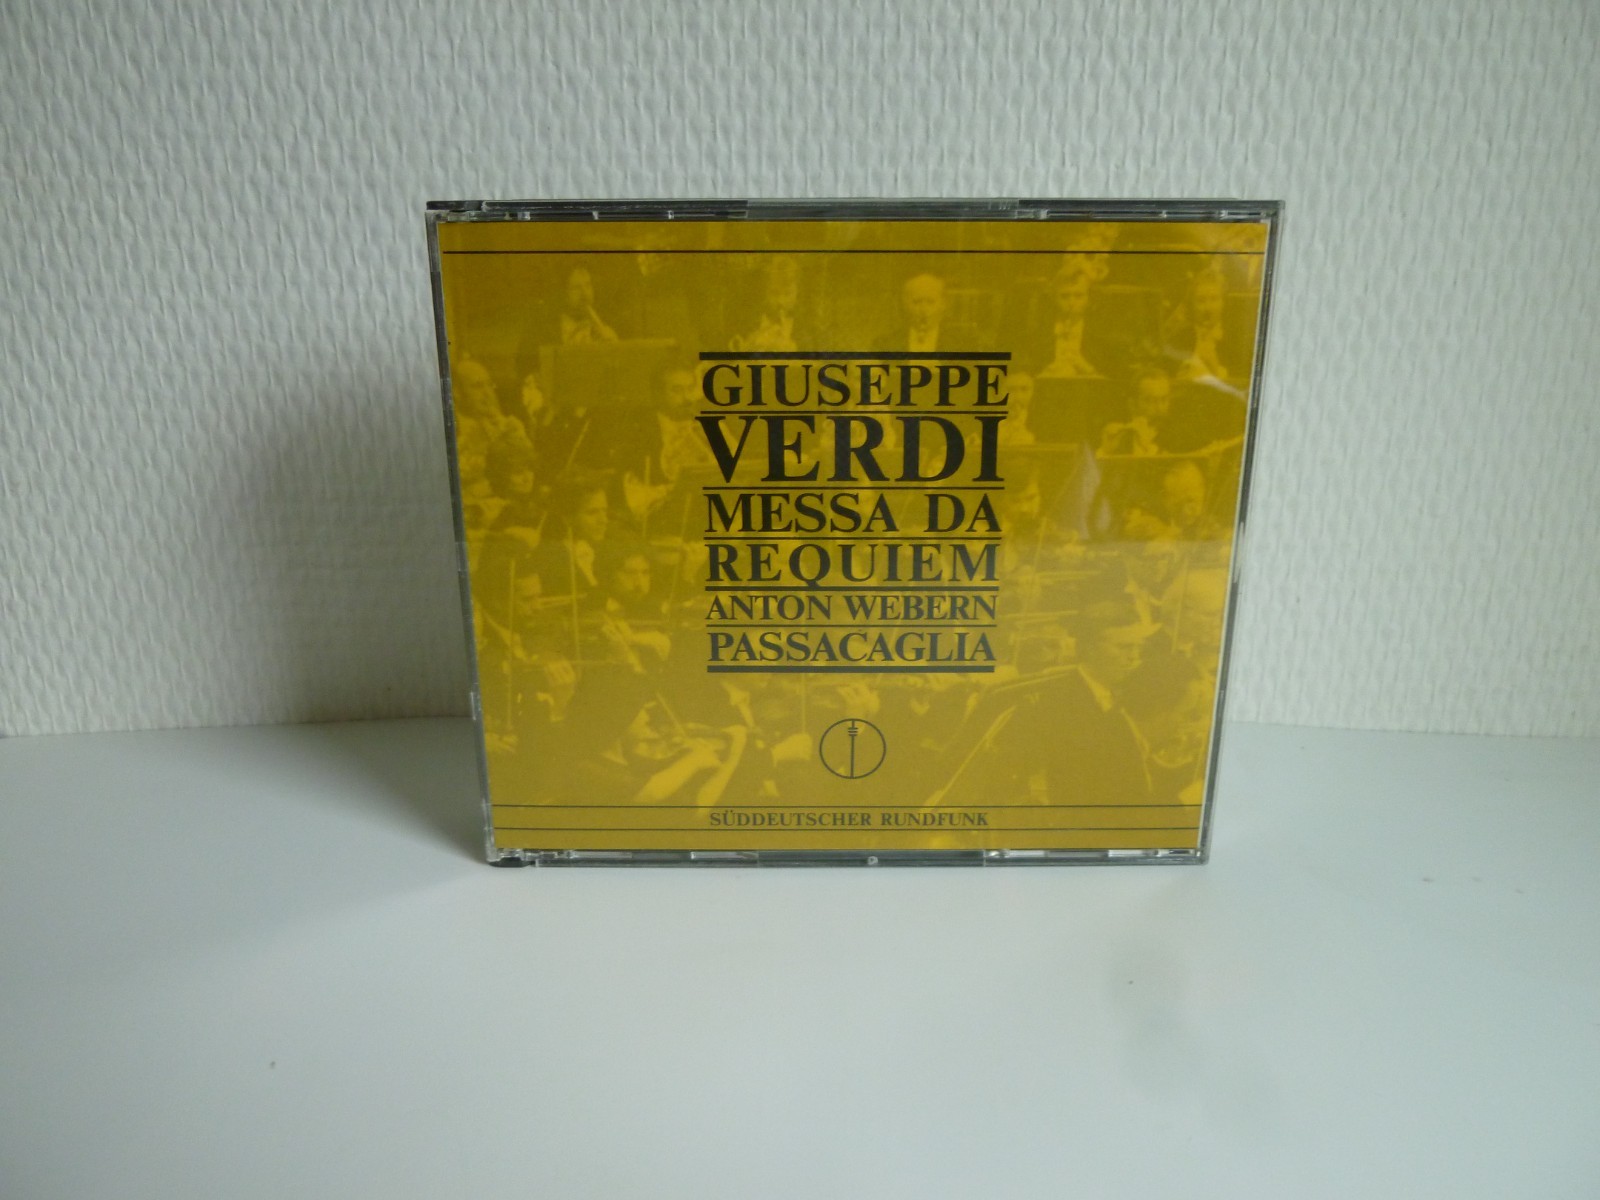 GIUSEPPE
VERDI
MESSA DA
REQUIEM
ANTON WEBERN
PASSACAGLIA
SÜDDEUTSCHER RUNDFUNK